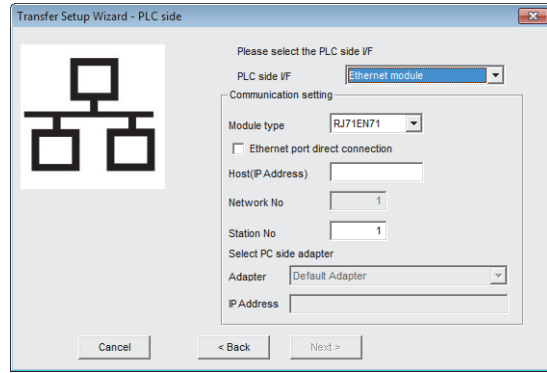 Transfer Setup Wizard - PLC side
Please select the PLC side I/F
PLC side I/F Ethernet module
Communication setting
Module type RJ71EN71
Ethernet port direct connection
Host(IP Address)
Network No 1
Station No 1
Select PC side adapter
Adapter Default Adapter
IP Address
Cancel < Back Next >